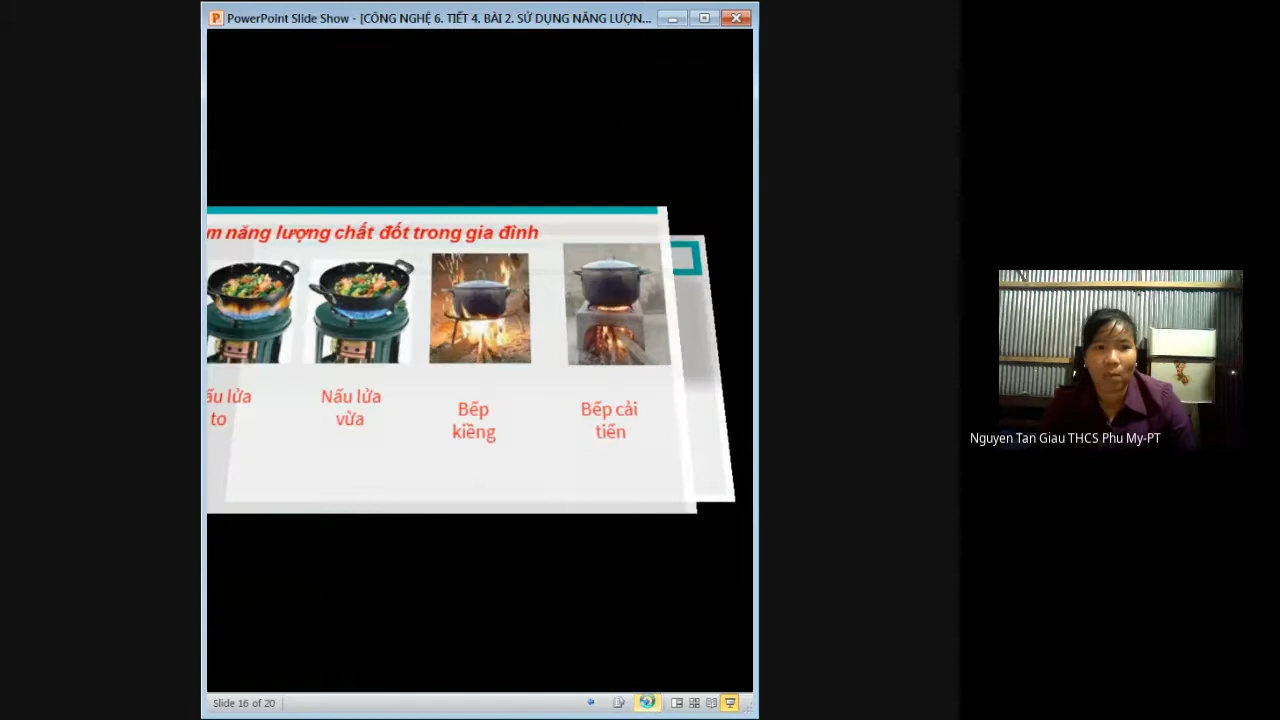 PowerPoint Slide Show - [CÔNG NGHỆ 6. TIẾT 4. BÀI 2. SỬ DỤNG NĂNG LƯỢN...
năng lượng chất đốt trong gia đình
lửa
to
Nấu lửa
vừa
Bếp
kiềng
Bếp cải
tiến
Nguyen Tan Giau THCS Phu My-PT
Slide 16 of 20